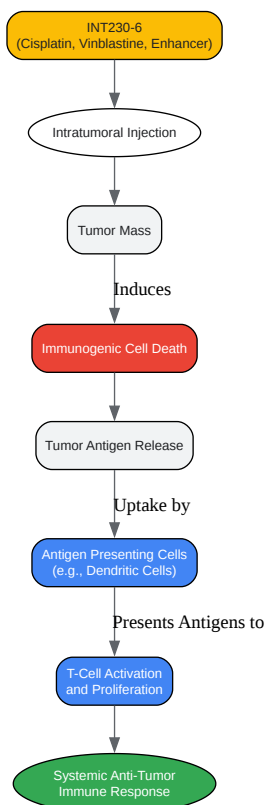 INT230-6
(Cisplatin, Vinblastine, Enhancer)
Intratumoral Injection
Tumor Mass
Induces
Immunogenic Cell Death
Tumor Antigen Release
Uptake by
Antigen Presenting Cells
(e.g., Dendritic Cells)
Presents Antigens to
T-Cell Activation
and Proliferation
Systemic Anti-Tumor
Immune Response